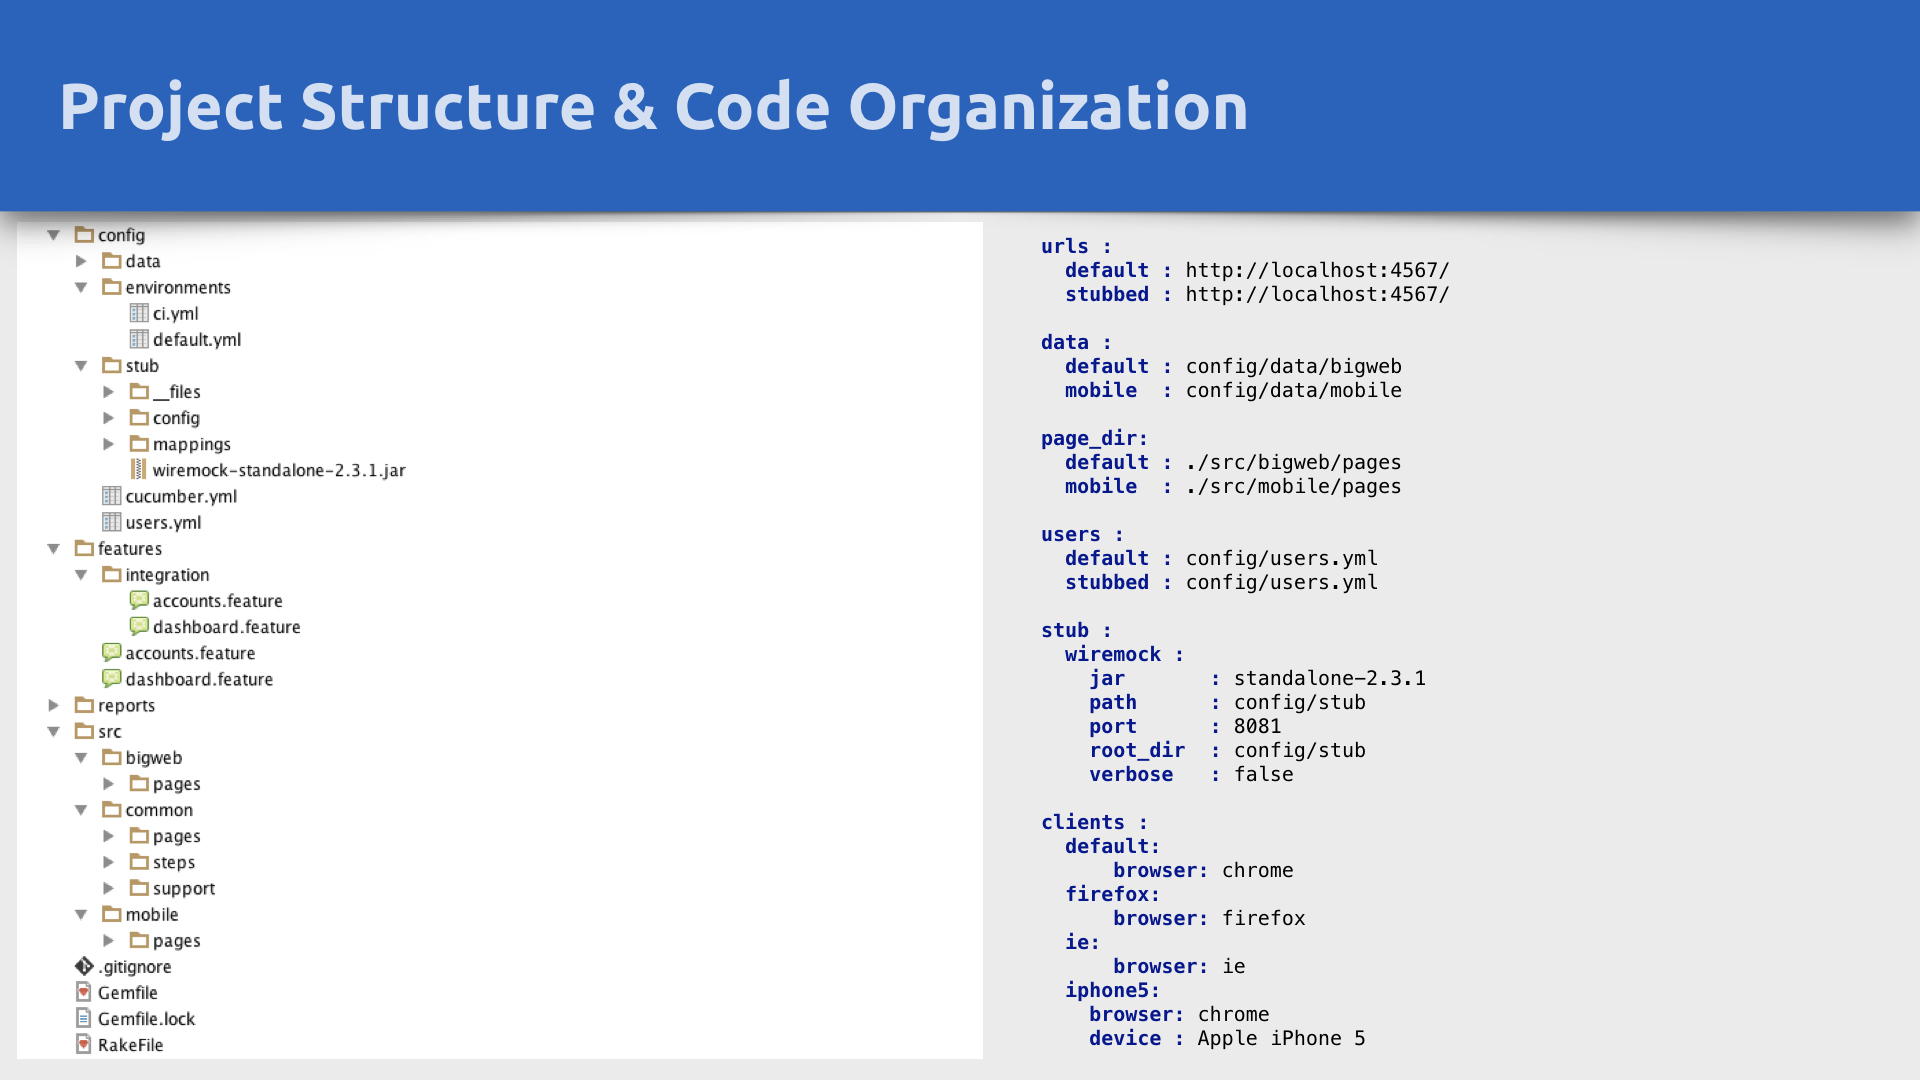 Project Structure & Code Organization
config
data
environments
ci.yml
default.yml
stub
__files
config
mappings
wiremock-standalone-2.3.1.jar
cucumber.yml
users.yml
features
integration
accounts.feature
dashboard.feature
accounts.feature
dashboard.feature
reports
src
bigweb
pages
common
pages
steps
support
mobile
pages
.gitignore
Gemfile
Gemfile.lock
RakeFile
urls :
  default : http://localhost:4567/
  stubbed : http://localhost:4567/
data :
  default : config/data/bigweb
  mobile  : config/data/mobile
page_dir:
  default : ./src/bigweb/pages
  mobile  : ./src/mobile/pages
users :
  default : config/users.yml
  stubbed : config/users.yml
stub :
  wiremock :
    jar       : standalone-2.3.1
    path      : config/stub
    port      : 8081
    root_dir  : config/stub
    verbose   : false
clients :
  default:
      browser: chrome
  firefox:
      browser: firefox
  ie:
      browser: ie
  iphone5:
    browser: chrome
    device : Apple iPhone 5